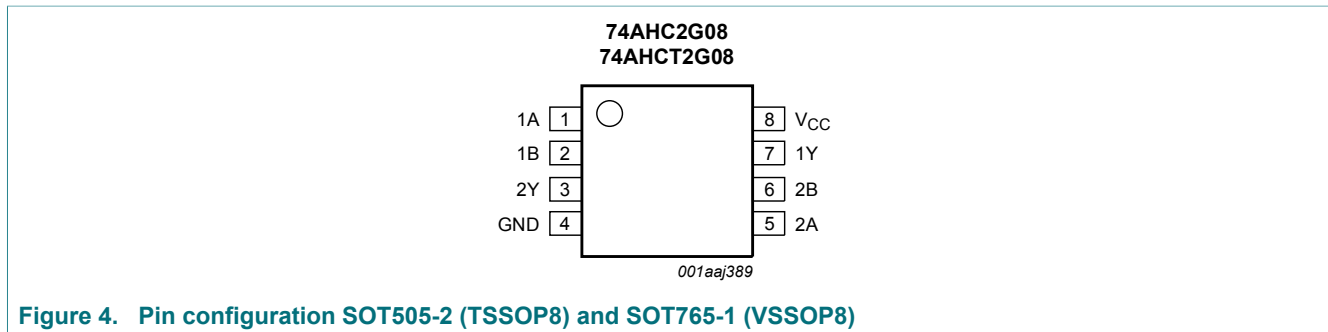 74AHC2G08
74AHCT2G08
1A 1 8 VCC
1B 2 7 1Y
2Y 3 6 2B
GND 4 5 2A
001aaj389
Figure 4. Pin configuration SOT505-2 (TSSOP8) and SOT765-1 (VSSOP8)